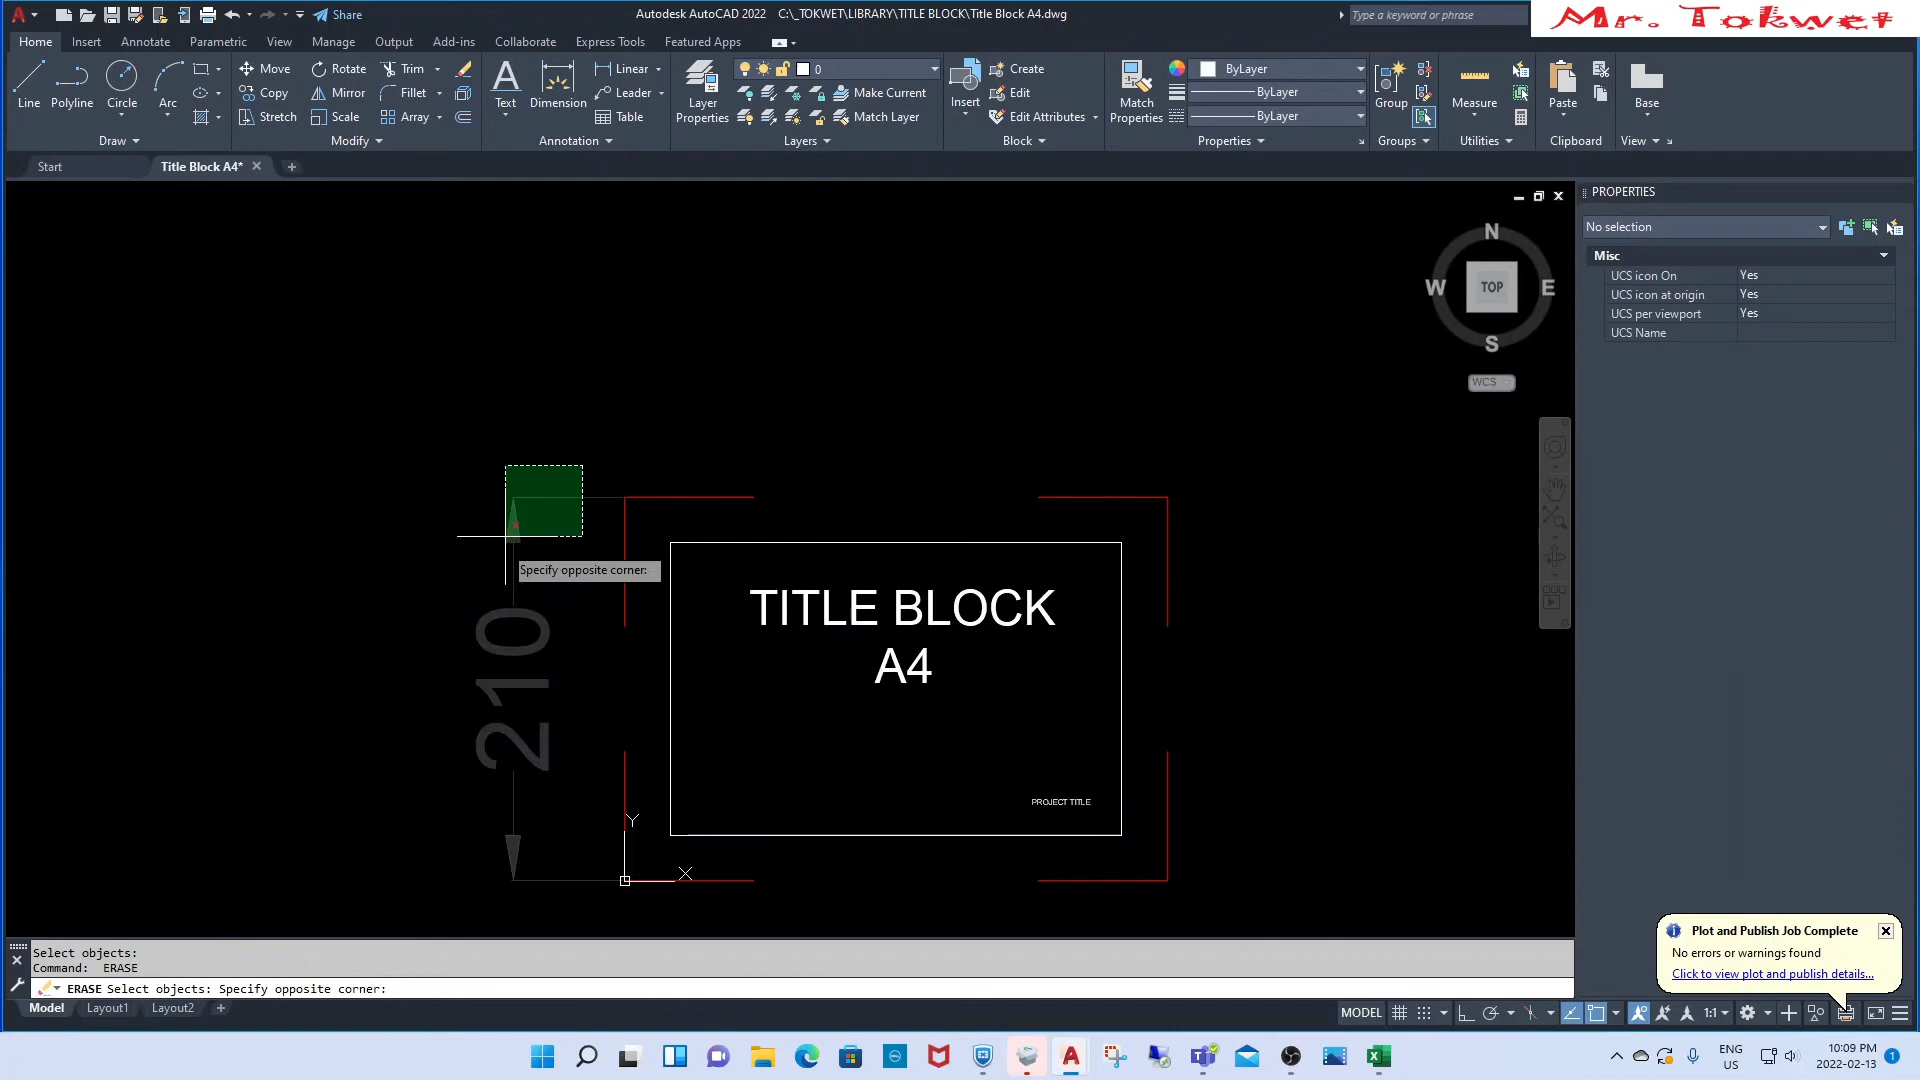 Share
Autodesk AutoCAD 2022 C:\_TOKWET\LIBRARY\TITLE BLOCK\Title Block A4.dwg
Type a keyword or phrase
Mr. Tokwet
Home Insert Annotate Parametric View Manage Output Add-ins Collaborate Express Tools Featured Apps
Line Polyline Circle Arc
Move Rotate Trim
Copy Mirror Fillet
Stretch Scale Array
Text Dimension
Linear
Leader
Table
Layer Properties
0
Make Current
Match Layer
Insert
Create
Edit
Edit Attributes
Match Properties
ByLayer
ByLayer
ByLayer
Group
Measure
Paste
Base
Draw Modify Annotation Layers Block Properties Groups Utilities Clipboard View
Start Title Block A4*
PROPERTIES
No selection
Misc
UCS icon On Yes
UCS icon at origin Yes
UCS per viewport Yes
UCS Name
N
W TOP E
S
WCS
Specify opposite corner:
210
TITLE BLOCK
A4
PROJECT TITLE
Y
X
Select objects:
Command: ERASE
ERASE Select objects: Specify opposite corner:
Plot and Publish Job Complete
No errors or warnings found
Click to view plot and publish details...
Model Layout1 Layout2
MODEL 1:1
ENG
US
10:09 PM
2022-02-13
1